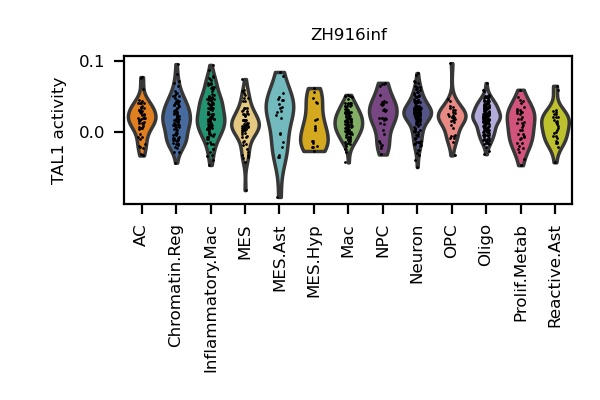 ZH916inf
TAL1 activity
0.1
0.0
AC
Chromatin.Reg
Inflammatory.Mac
MES
MES.Ast
MES.Hyp
Mac
NPC
Neuron
OPC
Oligo
Prolif.Metab
Reactive.Ast